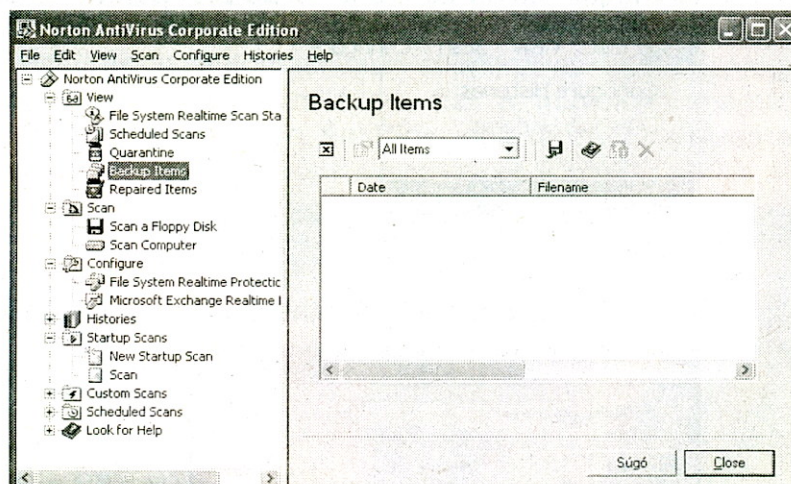 Norton AntiVirus Corporate Edition
File Edit View Scan Configure Histories Help
Norton AntiVirus Corporate Edition
View
File System Realtime Scan Sta
Scheduled Scans
Quarantine
Backup Items
Repaired Items
Scan
Scan a Floppy Disk
Scan Computer
Configure
File System Realtime Protectic
Microsoft Exchange Realtime I
Histories
Startup Scans
New Startup Scan
Scan
Custom Scans
Scheduled Scans
Look for Help
Backup Items
All Items
Date Filename
Súgó Close